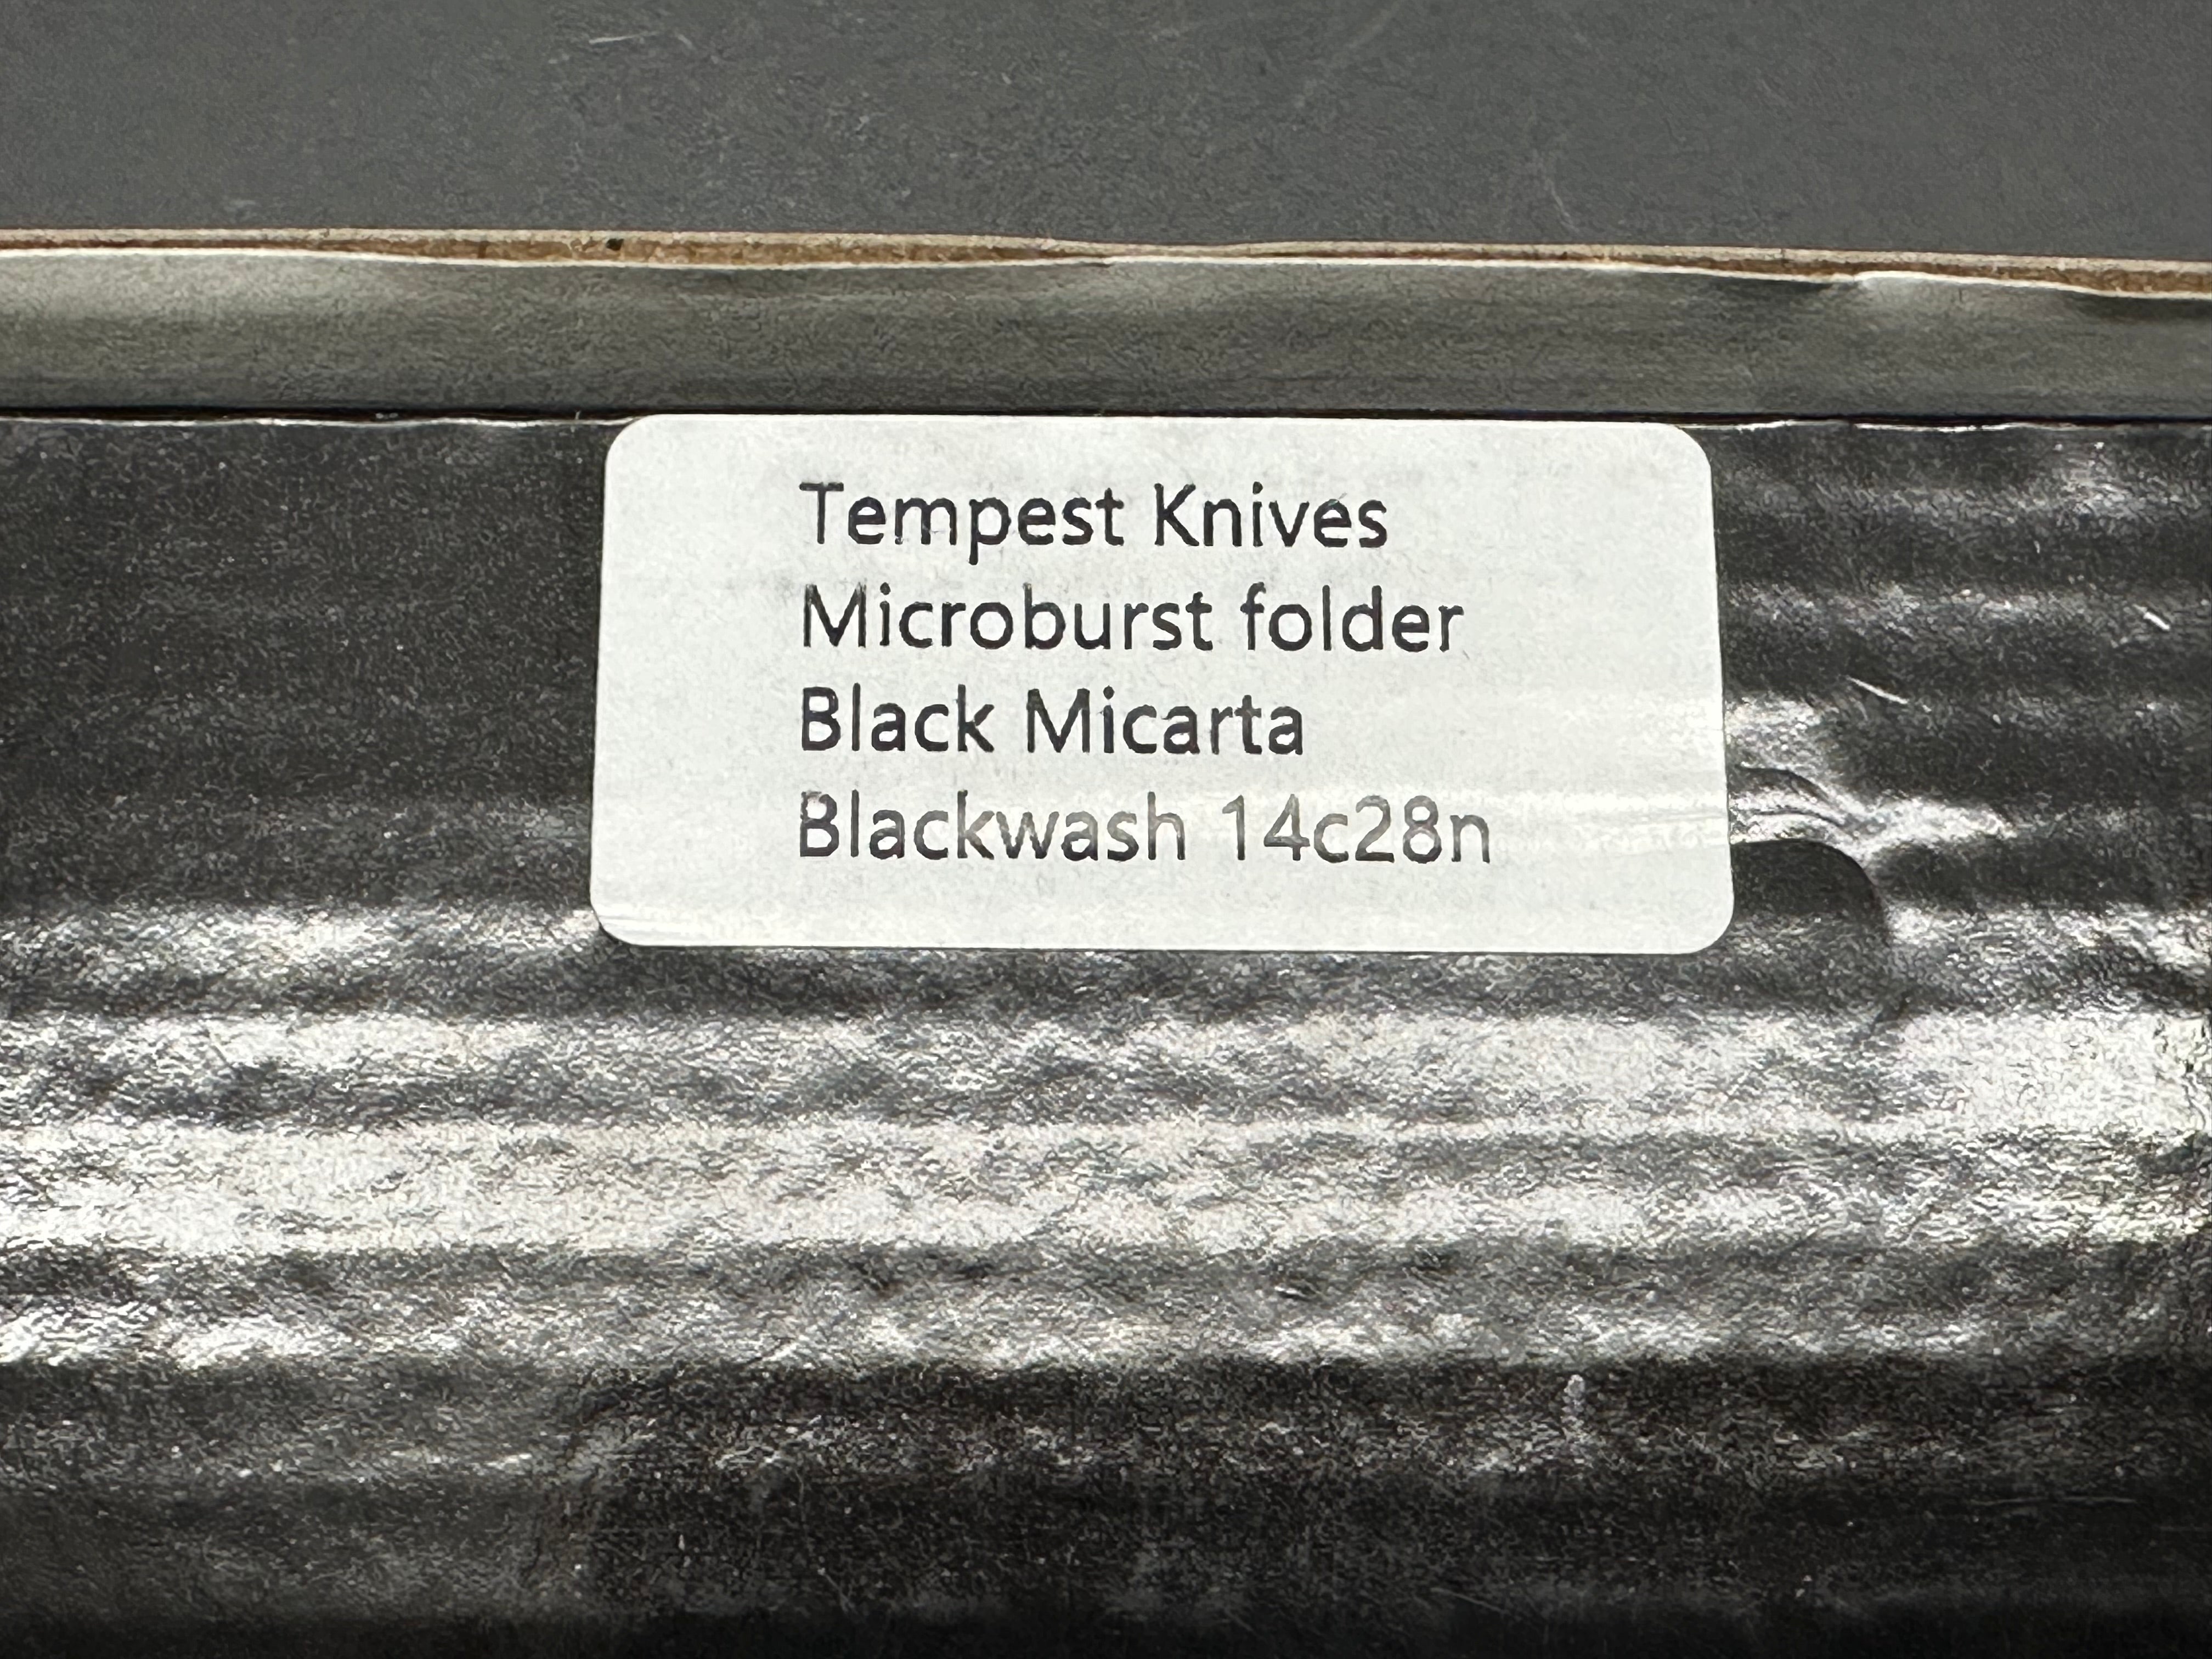 Tempest Knives
Microburst folder
Black Micarta
Blackwash 14c28n